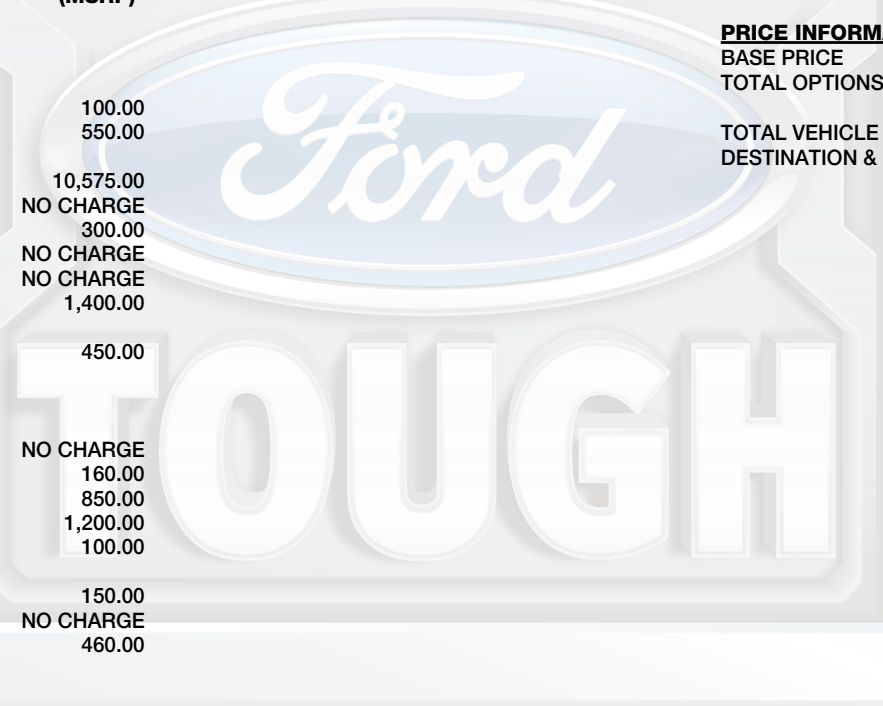 (MSRP)
100.00
550.00
10,575.00
NO CHARGE
300.00
NO CHARGE
NO CHARGE
1,400.00
450.00
NO CHARGE
160.00
850.00
1,200.00
100.00
150.00
NO CHARGE
460.00
PRICE INFORMA
BASE PRICE
TOTAL OPTIONS
TOTAL VEHICLE
DESTINATION &
Ford
TOUGH